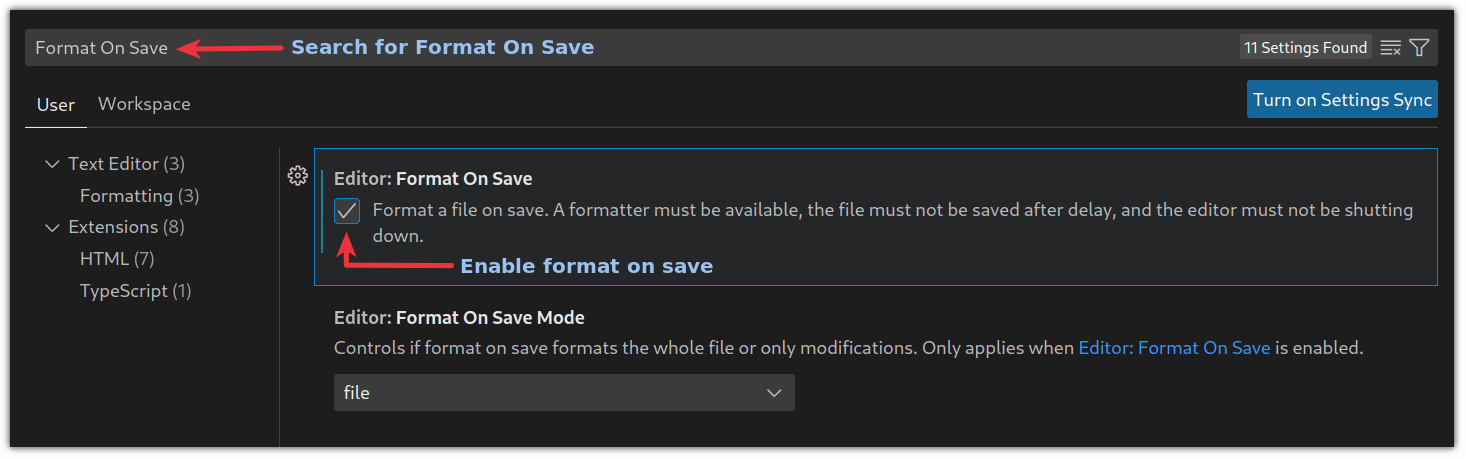 Format On Save
Search for Format On Save
11 Settings Found
User
Workspace
Turn on Settings Sync
Text Editor (3)
Formatting (3)
Extensions (8)
HTML (7)
TypeScript (1)
Editor: Format On Save
Format a file on save. A formatter must be available, the file must not be saved after delay, and the editor must not be shutting
down.
Enable format on save
Editor: Format On Save Mode
Controls if format on save formats the whole file or only modifications. Only applies when Editor: Format On Save is enabled.
file